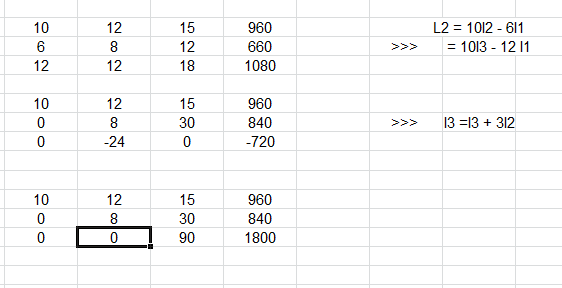 10 12 15 960 L2 = 10l2 - 6l1
6 8 12 660 >>> = 10l3 - 12 l1
12 12 18 1080
10 12 15 960
0 8 30 840 >>> l3 =l3 + 3l2
0 -24 0 -720
10 12 15 960
0 8 30 840
0 0 90 1800